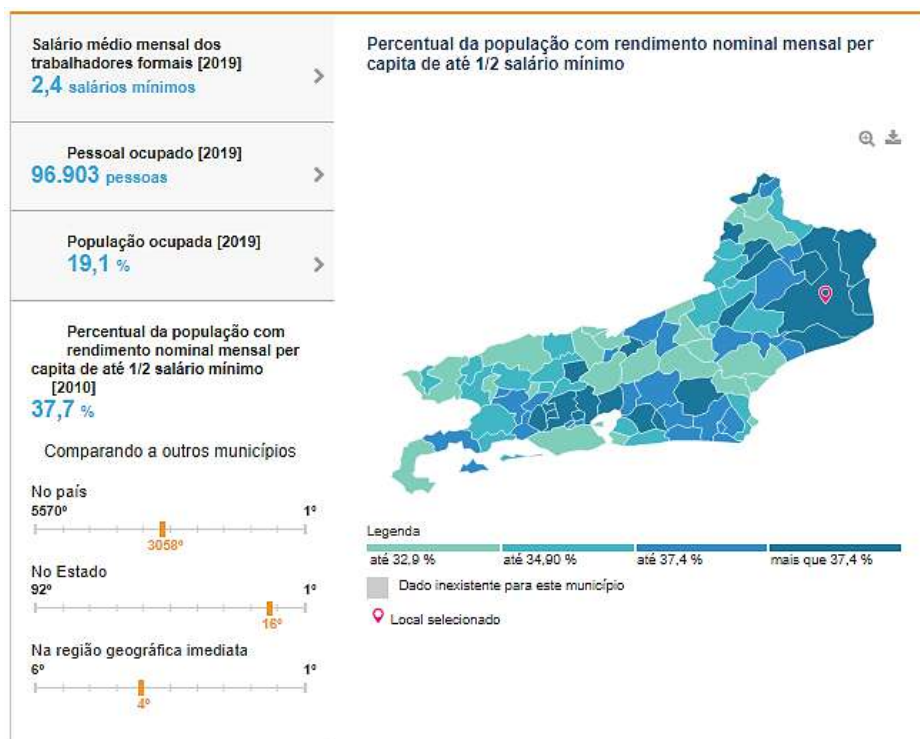 Salário médio mensal dos
trabalhadores formais [2019]
2,4 salários mínimos
Pessoal ocupado [2019]
96.903 pessoas
População ocupada [2019]
19,1 %
Percentual da população com
rendimento nominal mensal per
capita de até 1/2 salário mínimo
[2010]
37,7 %
Comparando a outros municípios
No país
5570º 1º
3058º
No Estado
92º 1º
16º
Na região geográfica imediata
6º 1º
4º
Percentual da população com rendimento nominal mensal per
capita de até 1/2 salário mínimo
Legenda
até 32,9 % até 34,90 % até 37,4 % mais que 37,4 %
Dado inexistente para este município
Local selecionado